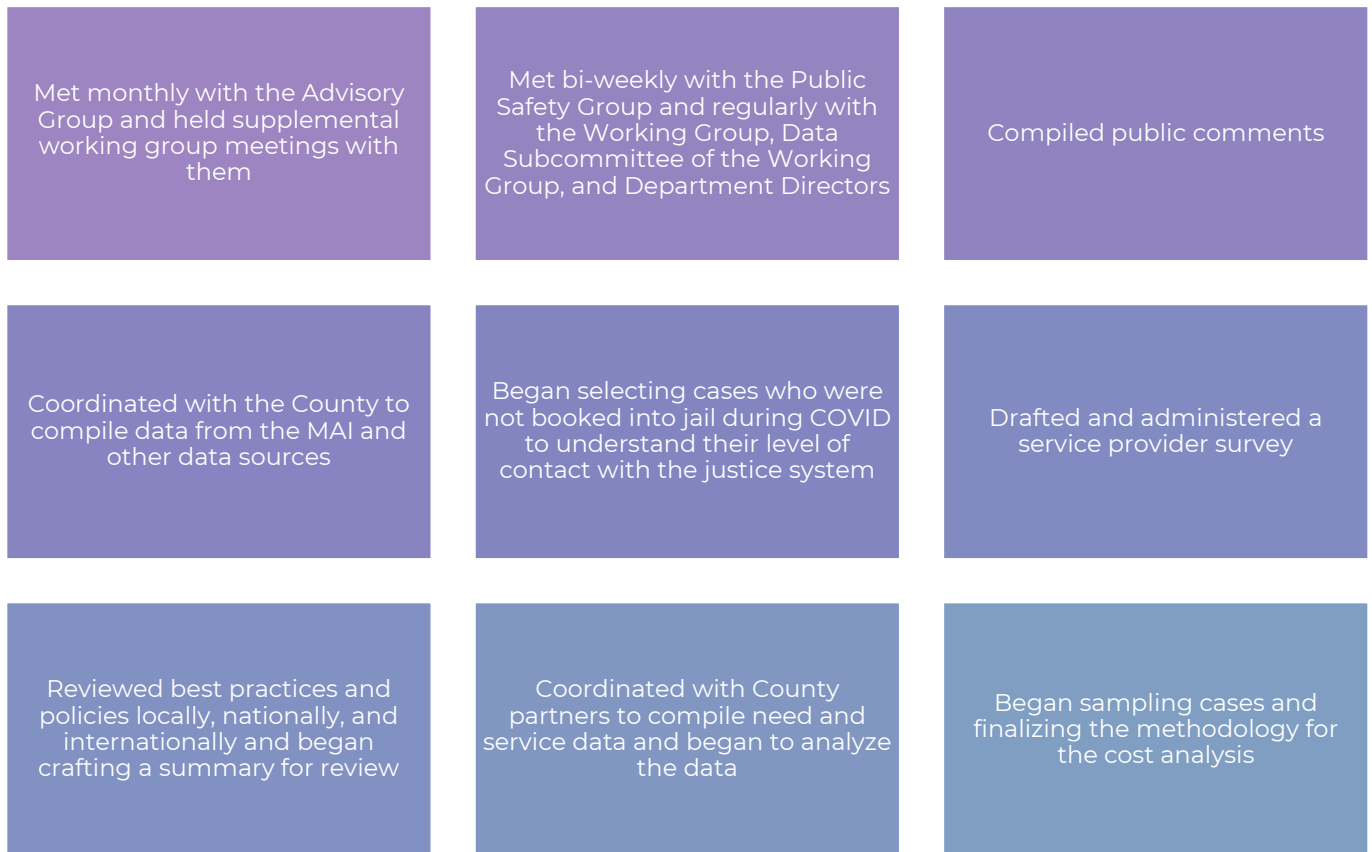 Met monthly with the Advisory
Group and held supplemental
working group meetings with
them
Met bi-weekly with the Public
Safety Group and regularly with
the Working Group, Data
Subcommittee of the Working
Group, and Department Directors
Compiled public comments
Coordinated with the County to
compile data from the MAI and
other data sources
Began selecting cases who were
not booked into jail during COVID
to understand their level of
contact with the justice system
Drafted and administered a
service provider survey
Reviewed best practices and
policies locally, nationally, and
internationally and began
crafting a summary for review
Coordinated with County
partners to compile need and
service data and began to analyze
the data
Began sampling cases and
finalizing the methodology for
the cost analysis